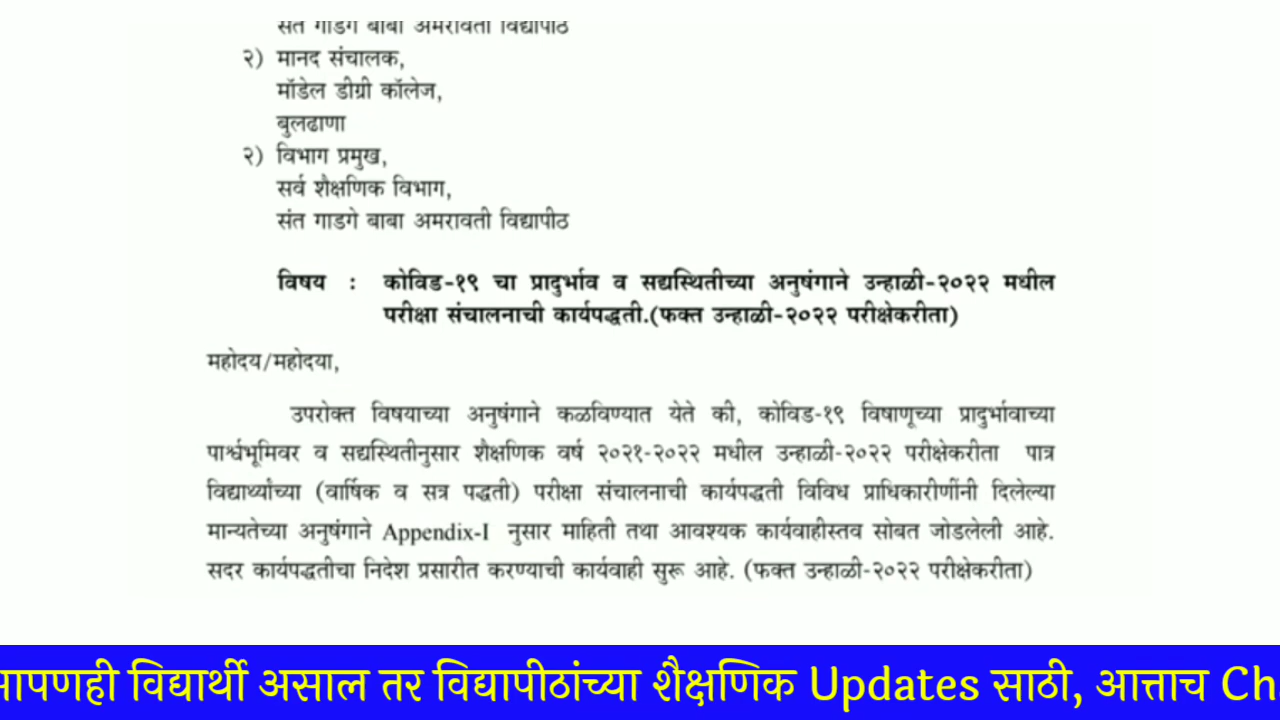 संत गाडगे बाबा अमरावती विद्यापीठ
२) मानद संचालक,
मॉडेल डीग्री कॉलेज,
बुलढाणा
२) विभाग प्रमुख,
सर्व शैक्षणिक विभाग,
संत गाडगे बाबा अमरावती विद्यापीठ
विषय : कोविड-१९ चा प्रादुर्भाव व सद्यस्थितीच्या अनुषंगाने उन्हाळी-२०२२ मधील
परीक्षा संचालनाची कार्यपद्धती.(फक्त उन्हाळी-२०२२ परीक्षेकरीता)
महोदय/महोदया,
उपरोक्त विषयाच्या अनुषंगाने कळविण्यात येते की, कोविड-१९ विषाणूच्या प्रादुर्भावाच्या
पार्श्वभूमिवर व सद्यस्थितीनुसार शैक्षणिक वर्ष २०२१-२०२२ मधील उन्हाळी-२०२२ परीक्षेकरीता पात्र
विद्यार्थ्यांच्या (वार्षिक व सत्र पद्धती) परीक्षा संचालनाची कार्यपद्धती विविध प्राधिकारीणींनी दिलेल्या
मान्यतेच्या अनुषंगाने Appendix-I नुसार माहिती तथा आवश्यक कार्यवाहीस्तव सोबत जोडलेली आहे.
सदर कार्यपद्धतीचा निदेश प्रसारीत करण्याची कार्यवाही सुरू आहे. (फक्त उन्हाळी-२०२२ परीक्षेकरीता)
आपणही विद्यार्थी असाल तर विद्यापीठांच्या शैक्षणिक Updates साठी, आत्ताच Ch